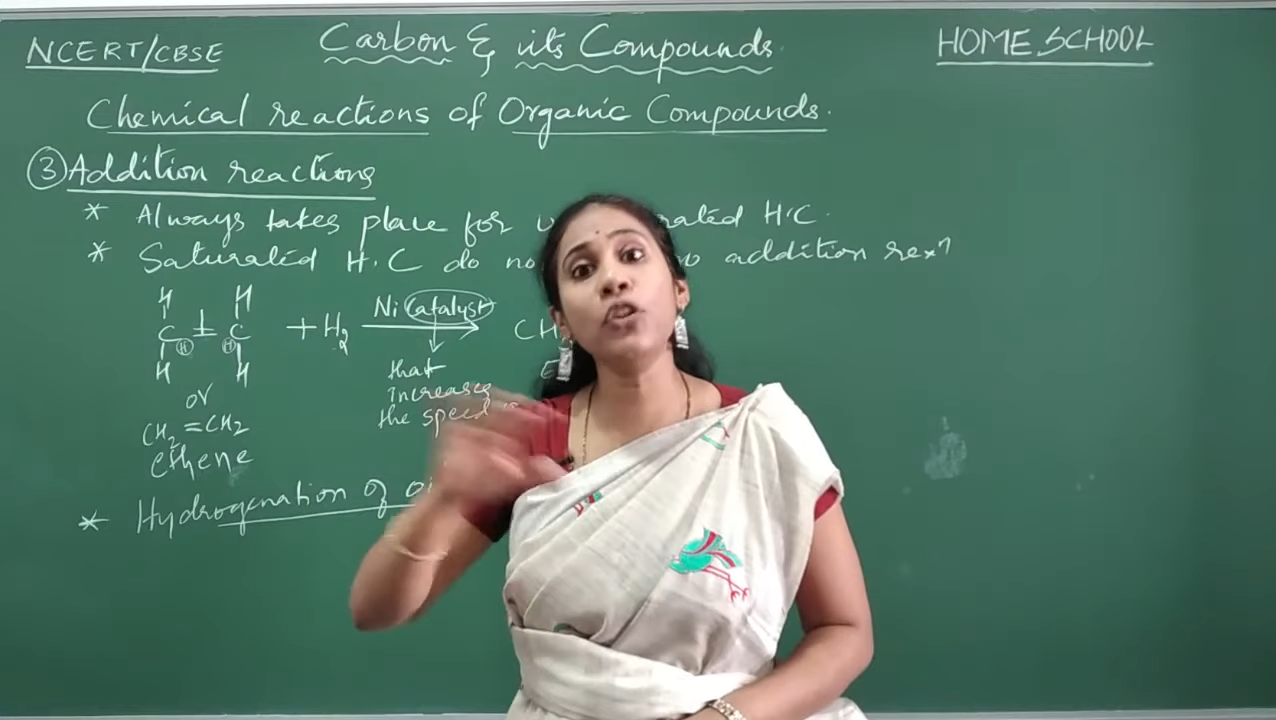 NCERT/CBSE
Carbon & its Compounds
HOME SCHOOL
Chemical reactions of Organic Compounds.
③ Addition reactions
* Always takes place for H.C.
* Saturated H.C do addition rexⁿ
H H
C C + H₂ Ni Catalyst CH
H H
H H
that
increases
the speed
or
CH₂ = CH₂
ethene
* Hydrogenation of